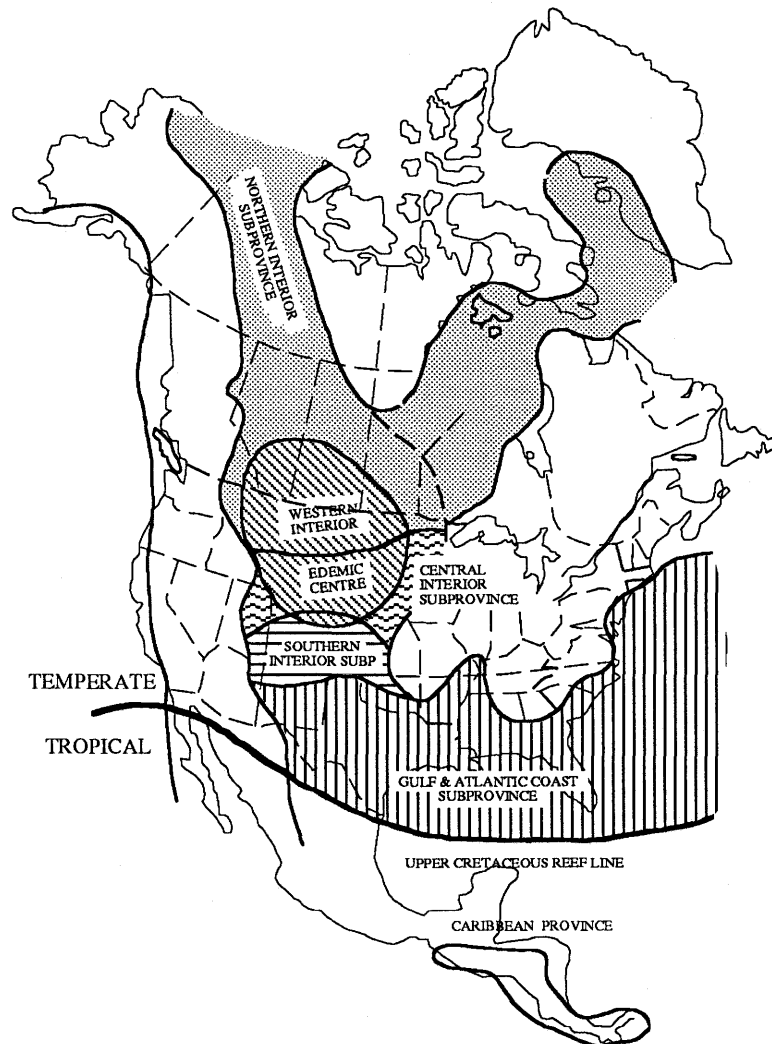 NORTHERN INTERIOR
SUBPROVINCE
WESTERN
INTERIOR
EDEMIC
CENTRE
CENTRAL
INTERIOR
SUBPROVINCE
SOUTHERN
INTERIOR SUBP
TEMPERATE
TROPICAL
GULF & ATLANTIC COAST
SUBPROVINCE
UPPER CRETACEOUS REEF LINE
CARIBBEAN PROVINCE